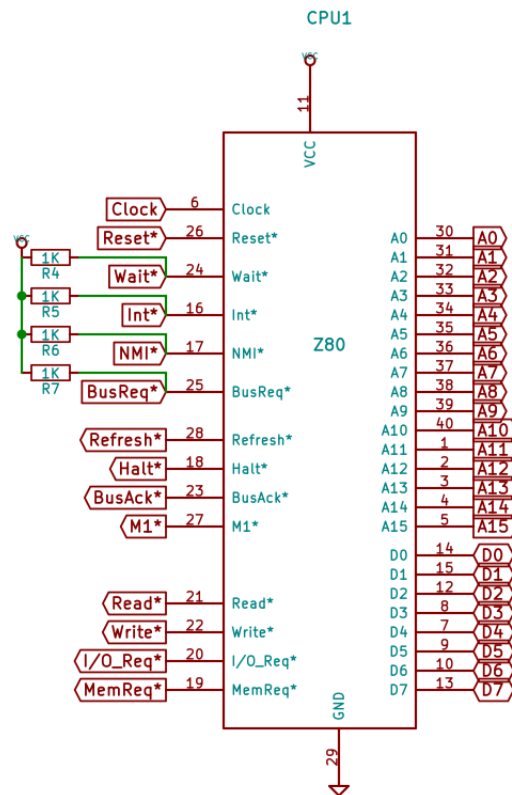 CPU1
VCC
11
VCC
Clock 6 Clock
Reset* 26 Reset* A0 30 A0
VCC
1K
R4
A1 31 A1
Wait* 24 Wait* A2 32 A2
1K
R5
A3 33 A3
Int* 16 Int* A4 34 A4
1K
R6
A5 35 A5
NMI* 17 NMI* Z80 A6 36 A6
1K
R7
A7 37 A7
BusReq* 25 BusReq* A8 38 A8
A9 39 A9
A10 40 A10
Refresh* 28 Refresh* A11 1 A11
Halt* 18 Halt* A12 2 A12
A13 3 A13
BusAck* 23 BusAck* A14 4 A14
M1* 27 M1* A15 5 A15
D0 14 D0
D1 15 D1
D2 12 D2
Read* 21 Read* D3 8 D3
Write* 22 Write* D4 7 D4
D5 9 D5
I/O_Req* 20 I/O_Req* D6 10 D6
MemReq* 19 MemReq* D7 13 D7
GND
29